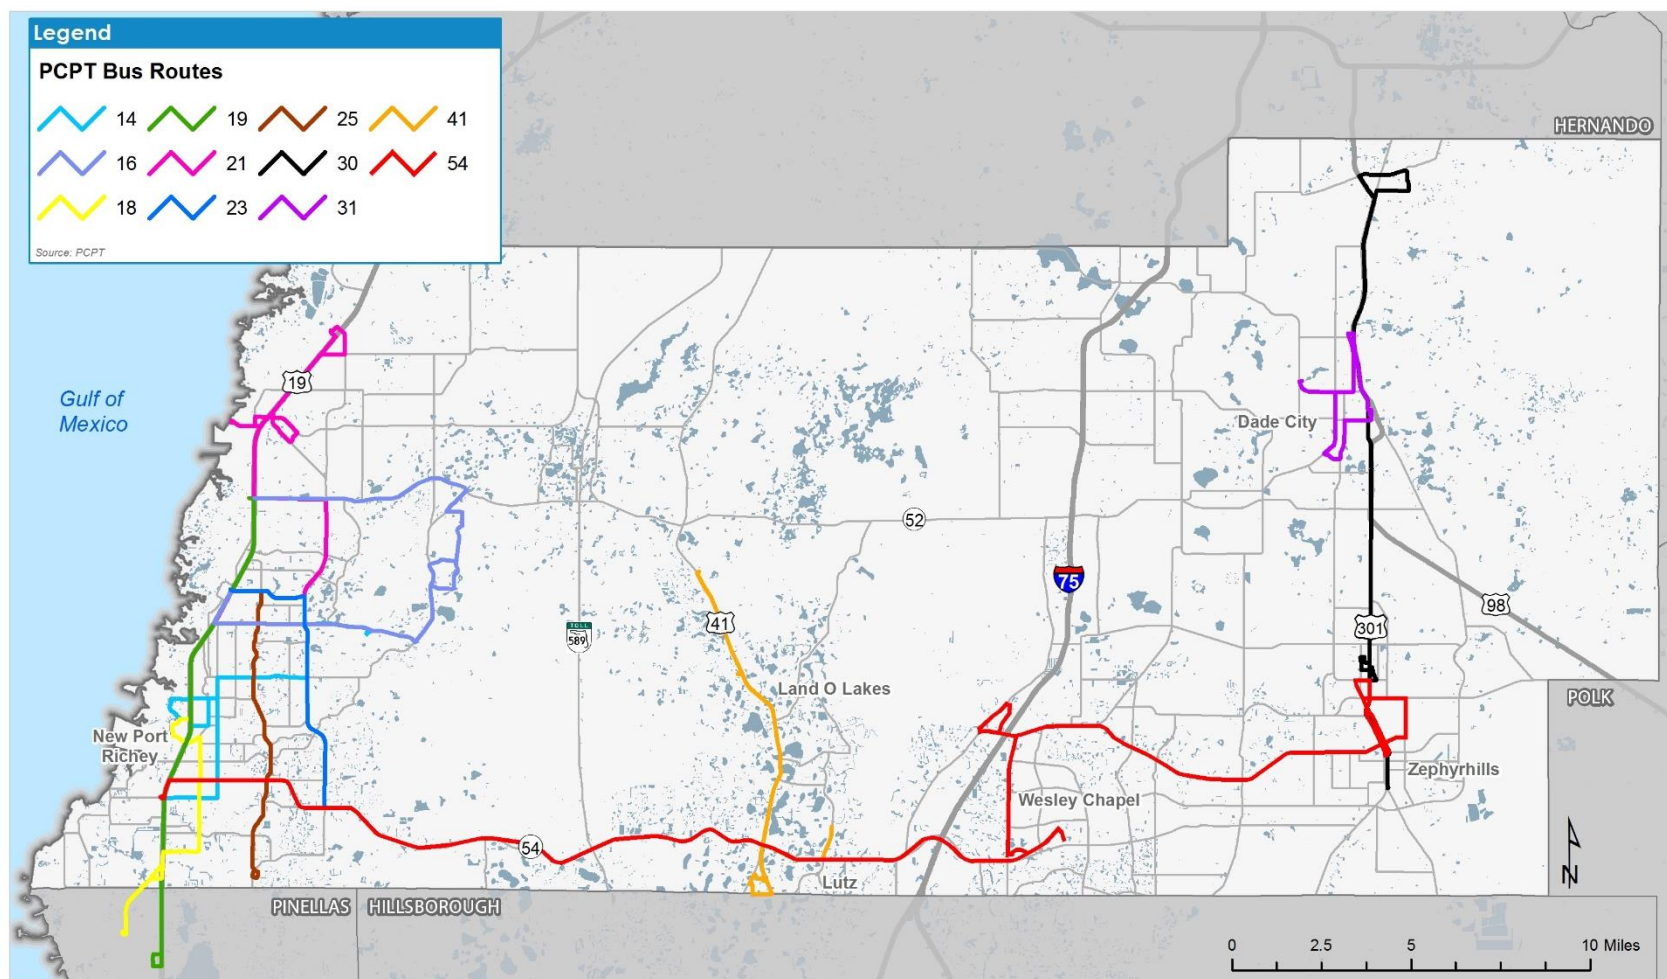 Legend
PCPT Bus Routes
14 19 25 41
16 21 30 54
18 23 31
Source: PCPT
HERNANDO
19
Gulf of
Mexico
Dade City
52
75
98
41
301
TOLL
589
Land O Lakes
POLK
New Port
Richey
Zephyrhills
Wesley Chapel
54
Lutz
PINELLAS HILLSBOROUGH
N
0 2.5 5 10 Miles